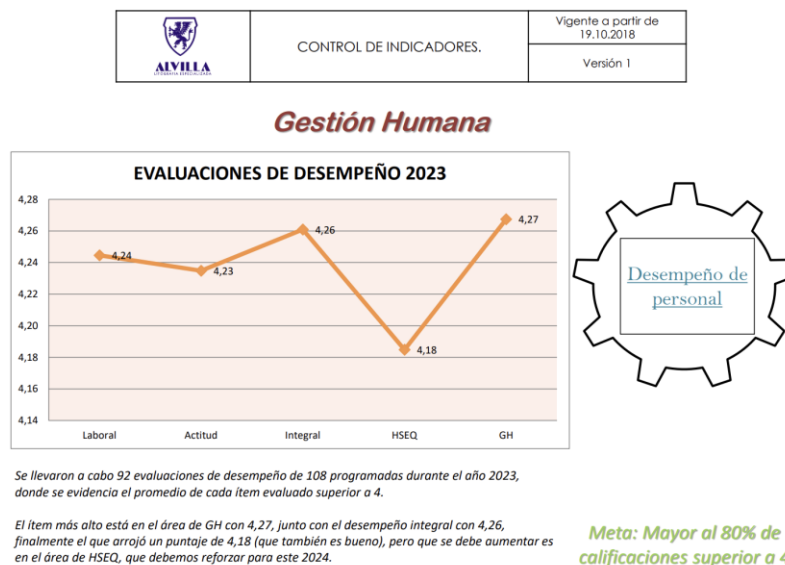 ALVILLA
LITOGRAFIA ESPECIALIZADA
CONTROL DE INDICADORES.
Vigente a partir de
19.10.2018
Versión 1
Gestión Humana
EVALUACIONES DE DESEMPEÑO 2023
4,28
4,26
4,24
4,22
4,20
4,18
4,16
4,14
4,24
4,23
4,26
4,18
4,27
Laboral
Actitud
Integral
HSEQ
GH
Desempeño de
personal
Se llevaron a cabo 92 evaluaciones de desempeño de 108 programadas durante el año 2023,
donde se evidencia el promedio de cada ítem evaluado superior a 4.
El ítem más alto está en el área de GH con 4,27, junto con el desempeño integral con 4,26,
finalmente el que arrojó un puntaje de 4,18 (que también es bueno), pero que se debe aumentar es
en el área de HSEQ, que debemos reforzar para este 2024.
Meta: Mayor al 80% de
calificaciones superior a 4